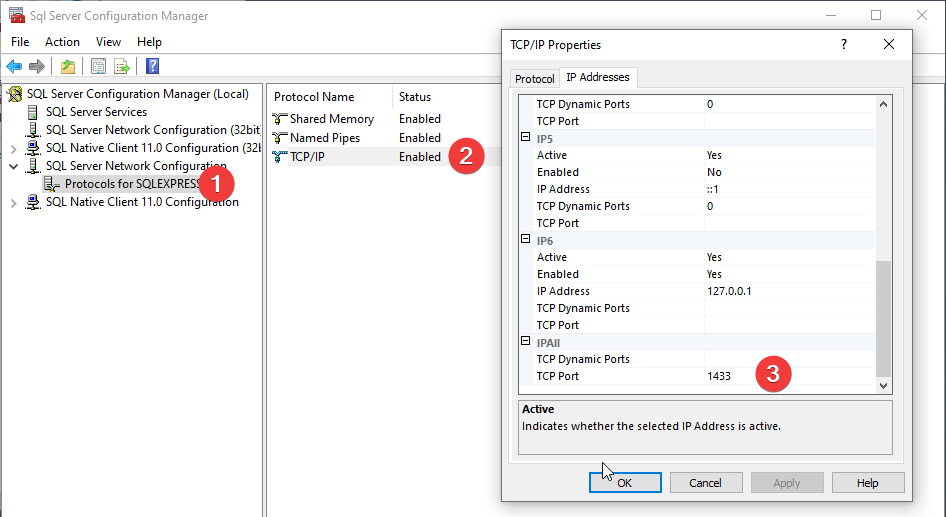 Sql Server Configuration Manager
File Action View Help
SQL Server Configuration Manager (Local)
SQL Server Services
SQL Server Network Configuration (32bit
SQL Native Client 11.0 Configuration (32b
SQL Server Network Configuration
Protocols for SQLEXPRESS
SQL Native Client 11.0 Configuration
1
Protocol Name Status
Shared Memory Enabled
Named Pipes Enabled
TCP/IP Enabled
2
TCP/IP Properties
? 
Protocol IP Addresses
TCP Dynamic Ports 0
TCP Port
IP5
Active Yes
Enabled No
IP Address ::1
TCP Dynamic Ports 0
TCP Port
IP6
Active Yes
Enabled Yes
IP Address 127.0.0.1
TCP Dynamic Ports
TCP Port
IPAll
TCP Dynamic Ports
TCP Port 1433
3
Active
Indicates whether the selected IP Address is active.
OK Cancel Apply Help